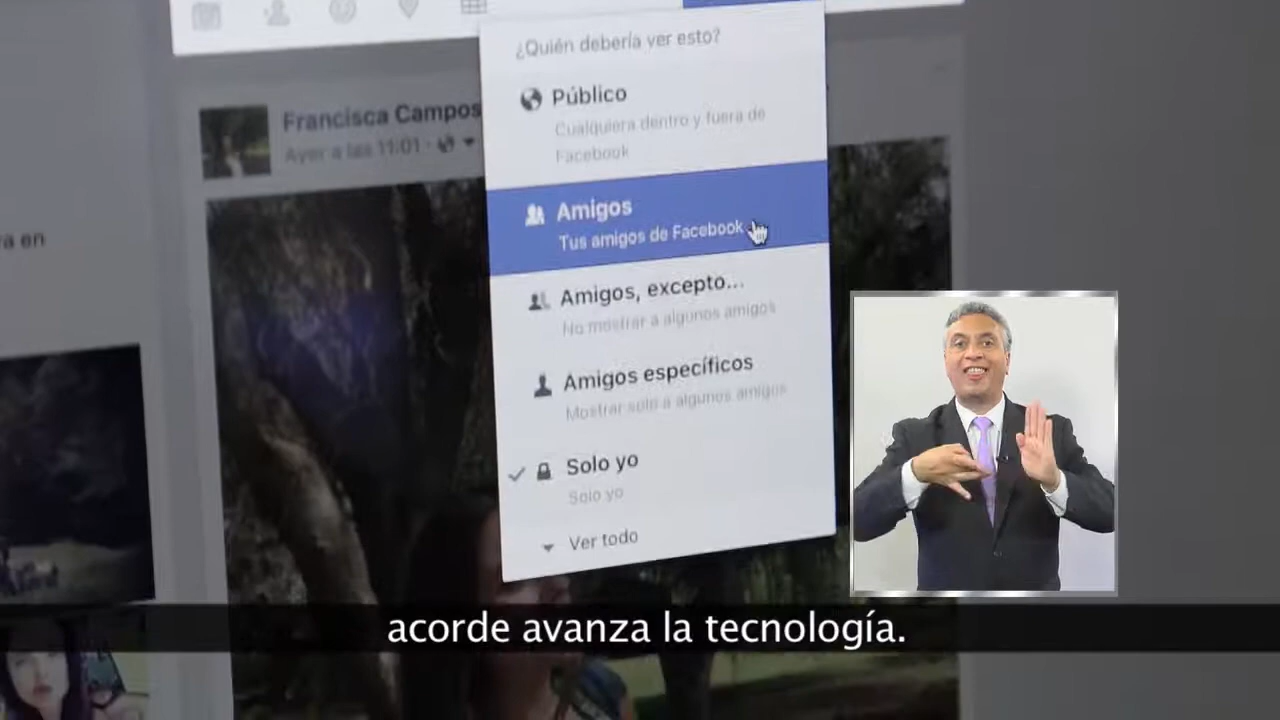 ¿Quién debería ver esto?
Público
Cualquiera dentro y fuera de
Facebook
Francisca Campos
Ayer a las 11:01
Amigos
Tus amigos de Facebook
a en
Amigos, excepto...
No mostrar a algunos amigos
Amigos específicos
Mostrar solo a algunos amigos
Solo yo
Solo yo
Ver todo
acorde avanza la tecnología.